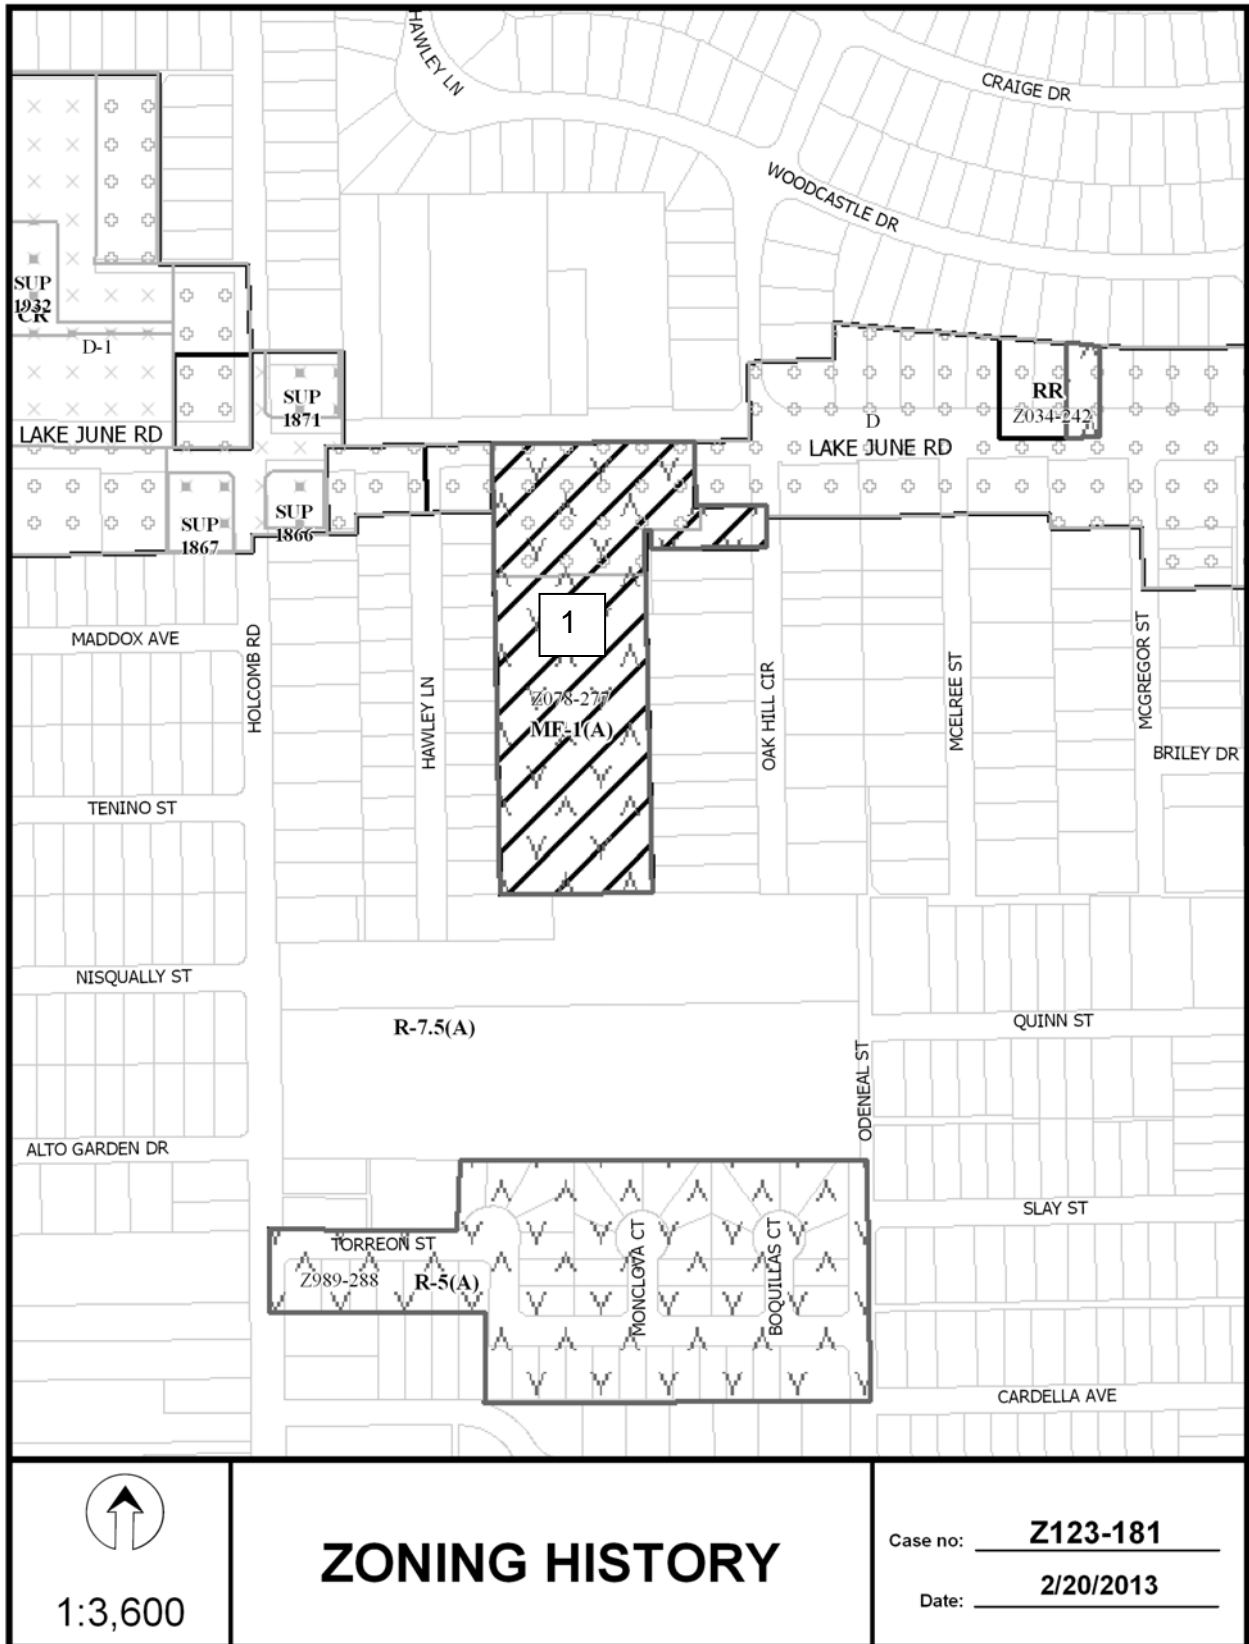 HAWLEY LN
CRAIGE DR
WOODCASTLE DR
SUP
1932
CR
D-1
SUP
1871
RR
Z034-242
D
LAKE JUNE RD
LAKE JUNE RD
SUP
1867
SUP
1866
1
MADDOX AVE
HOLCOMB RD
HAWLEY LN
Z078-277
MF-1(A)
OAK HILL CIR
MCELREE ST
MCGREGOR ST
BRILEY DR
TENINO ST
NISQUALLY ST
R-7.5(A)
QUINN ST
ODENEAL ST
ALTO GARDEN DR
SLAY ST
TORREON ST
Z989-288
R-5(A)
MONCLOVA CT
BOQUILLAS CT
CARDELLA AVE
1:3,600
ZONING HISTORY
Case no: Z123-181
Date: 2/20/2013